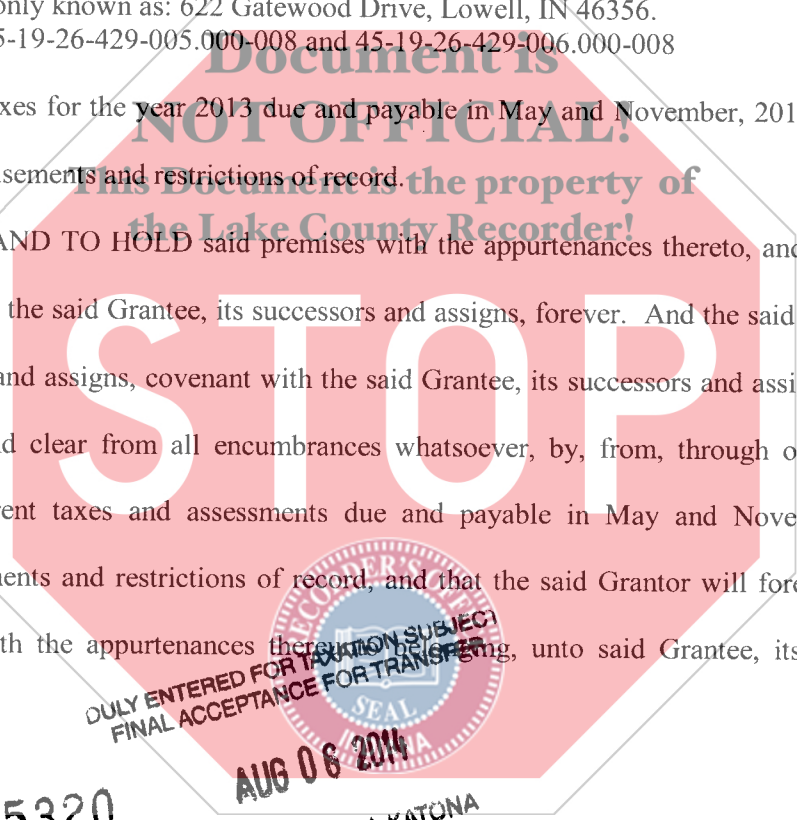 only known as: 622 Gatewood Drive, Lowell, IN 46356.
5-19-26-429-005.000-008 and 45-19-26-429-006.000-008
Document is
xes for the year 2013 due and payable in May and November, 201
NOT OFFICIAL!
sements and restrictions of record.
This Document is the property of
the Lake County Recorder!
AND TO HOLD said premises with the appurtenances thereto, and
the said Grantee, its successors and assigns, forever. And the said
STOP
and assigns, covenant with the said Grantee, its successors and assi
d clear from all encumbrances whatsoever, by, from, through o
ent taxes and assessments due and payable in May and Nove
ents and restrictions of record, and that the said Grantor will fore
th the appurtenances thereunto belonging, unto said Grantee, its
RECORDER'S OFFICE
SEAL
INDIANA
DULY ENTERED FOR TAXATION SUBJECT
FINAL ACCEPTANCE FOR TRANSFER
AUG 06 2014
5320
KATONA